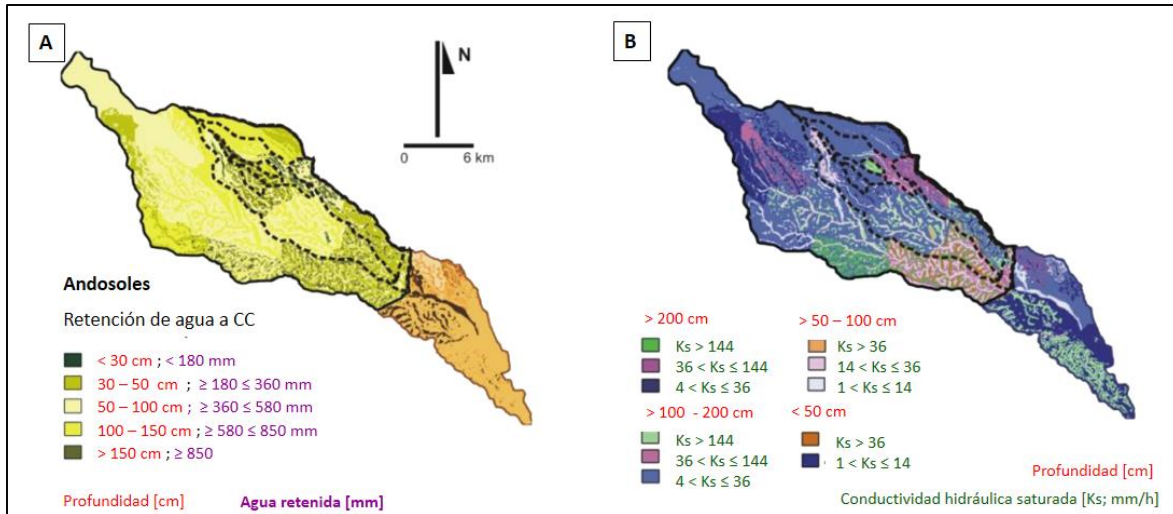 A
N
0 6 km
Andosoles
Retención de agua a CC
< 30 cm ; < 180 mm
30 – 50 cm ; ≥ 180 ≤ 360 mm
50 – 100 cm ; ≥ 360 ≤ 580 mm
100 – 150 cm ; ≥ 580 ≤ 850 mm
> 150 cm ; ≥ 850
Profundidad [cm] Agua retenida [mm]
B
> 200 cm
Ks > 144
36 < Ks ≤ 144
4 < Ks ≤ 36
> 100 - 200 cm
Ks > 144
36 < Ks ≤ 144
4 < Ks ≤ 36
> 50 – 100 cm
Ks > 36
14 < Ks ≤ 36
1 < Ks ≤ 14
< 50 cm
Ks > 36
1 < Ks ≤ 14
Profundidad [cm]
Conductividad hidráulica saturada [Ks; mm/h]